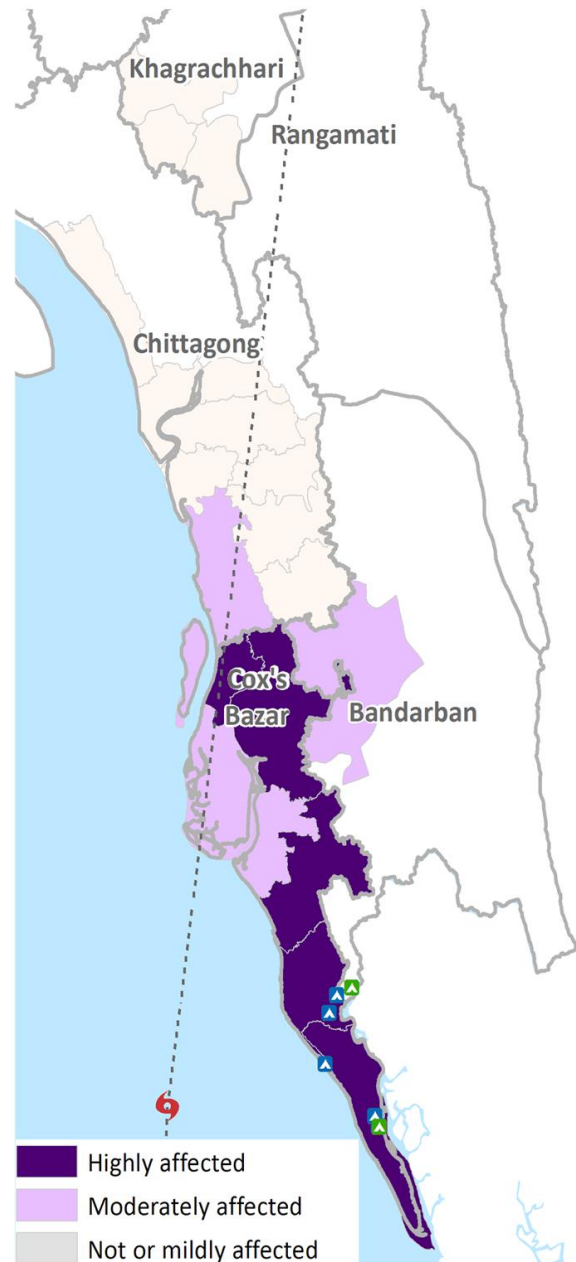 Khagrachhari
Rangamati
Chittagong
Cox's
Bazar
Bandarban
Highly affected
Moderately affected
Not or mildly affected